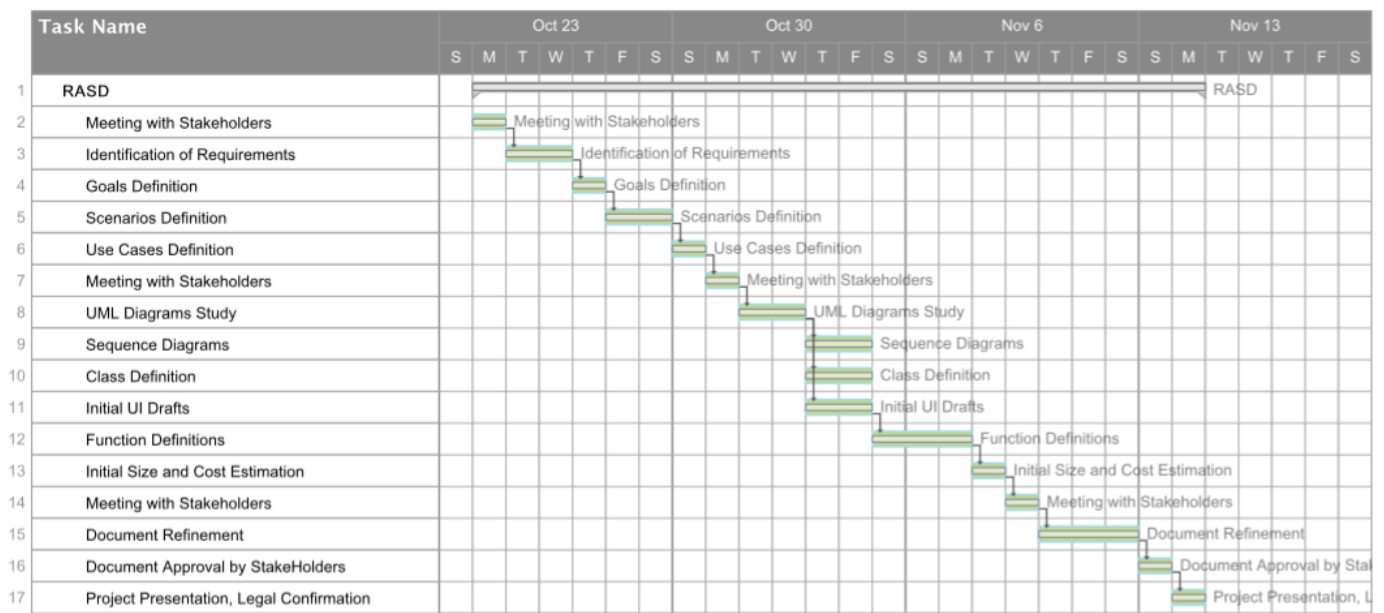 Task Name Oct 23 Oct 30 Nov 6 Nov 13
S M T W T F S S M T W T F S S M T W T F S S M T W T F S
1 RASD RASD
2 Meeting with Stakeholders Meeting with Stakeholders
3 Identification of Requirements Identification of Requirements
4 Goals Definition Goals Definition
5 Scenarios Definition Scenarios Definition
6 Use Cases Definition Use Cases Definition
7 Meeting with Stakeholders Meeting with Stakeholders
8 UML Diagrams Study UML Diagrams Study
9 Sequence Diagrams Sequence Diagrams
10 Class Definition Class Definition
11 Initial UI Drafts Initial UI Drafts
12 Function Definitions Function Definitions
13 Initial Size and Cost Estimation Initial Size and Cost Estimation
14 Meeting with Stakeholders Meeting with Stakeholders
15 Document Refinement Document Refinement
16 Document Approval by StakeHolders Document Approval by Stak
17 Project Presentation, Legal Confirmation Project Presentation, L